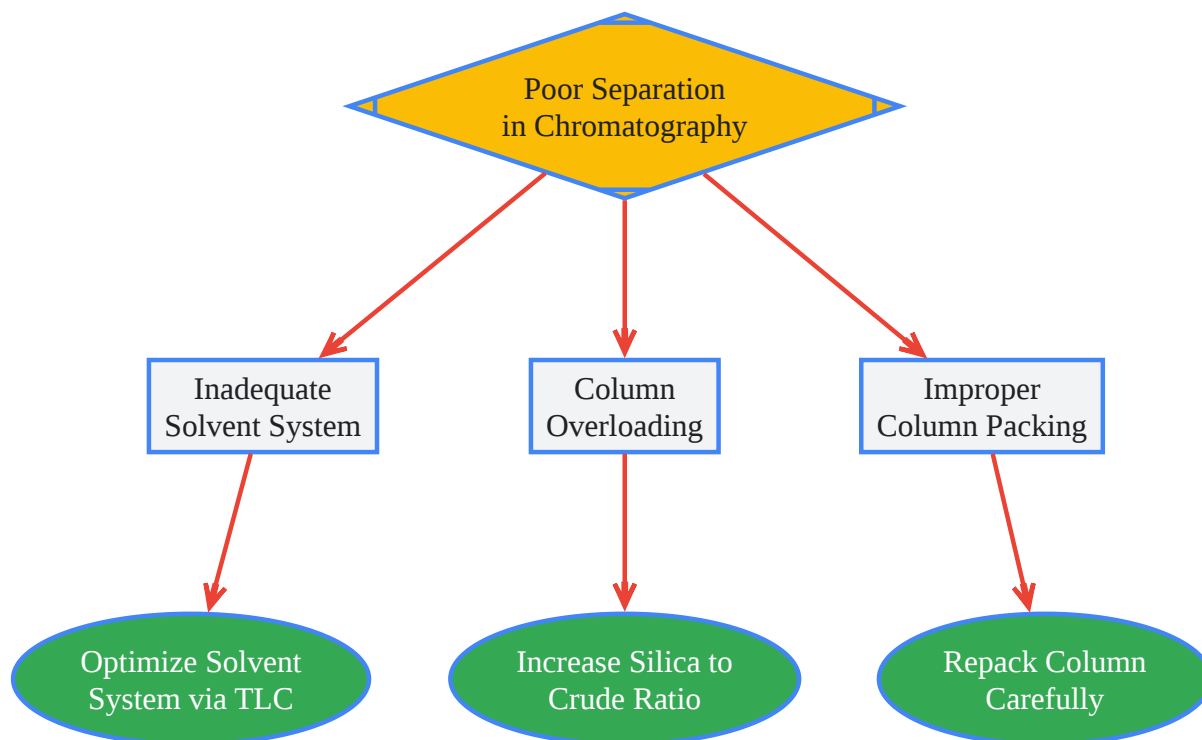 Poor Separation
in Chromatography
Inadequate
Solvent System
Column
Overloading
Improper
Column Packing
Optimize Solvent
System via TLC
Increase Silica to
Crude Ratio
Repack Column
Carefully